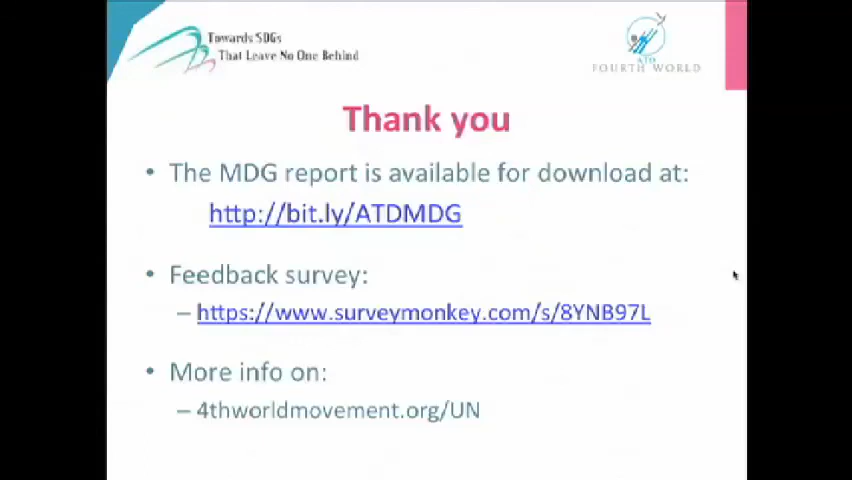 Towards SDGs
That Leave No One Behind
ATD
FOURTH WORLD
Thank you
• The MDG report is available for download at:
http://bit.ly/ATDMDG
• Feedback survey:
– https://www.surveymonkey.com/s/8YNB97L
• More info on:
– 4thworldmovement.org/UN